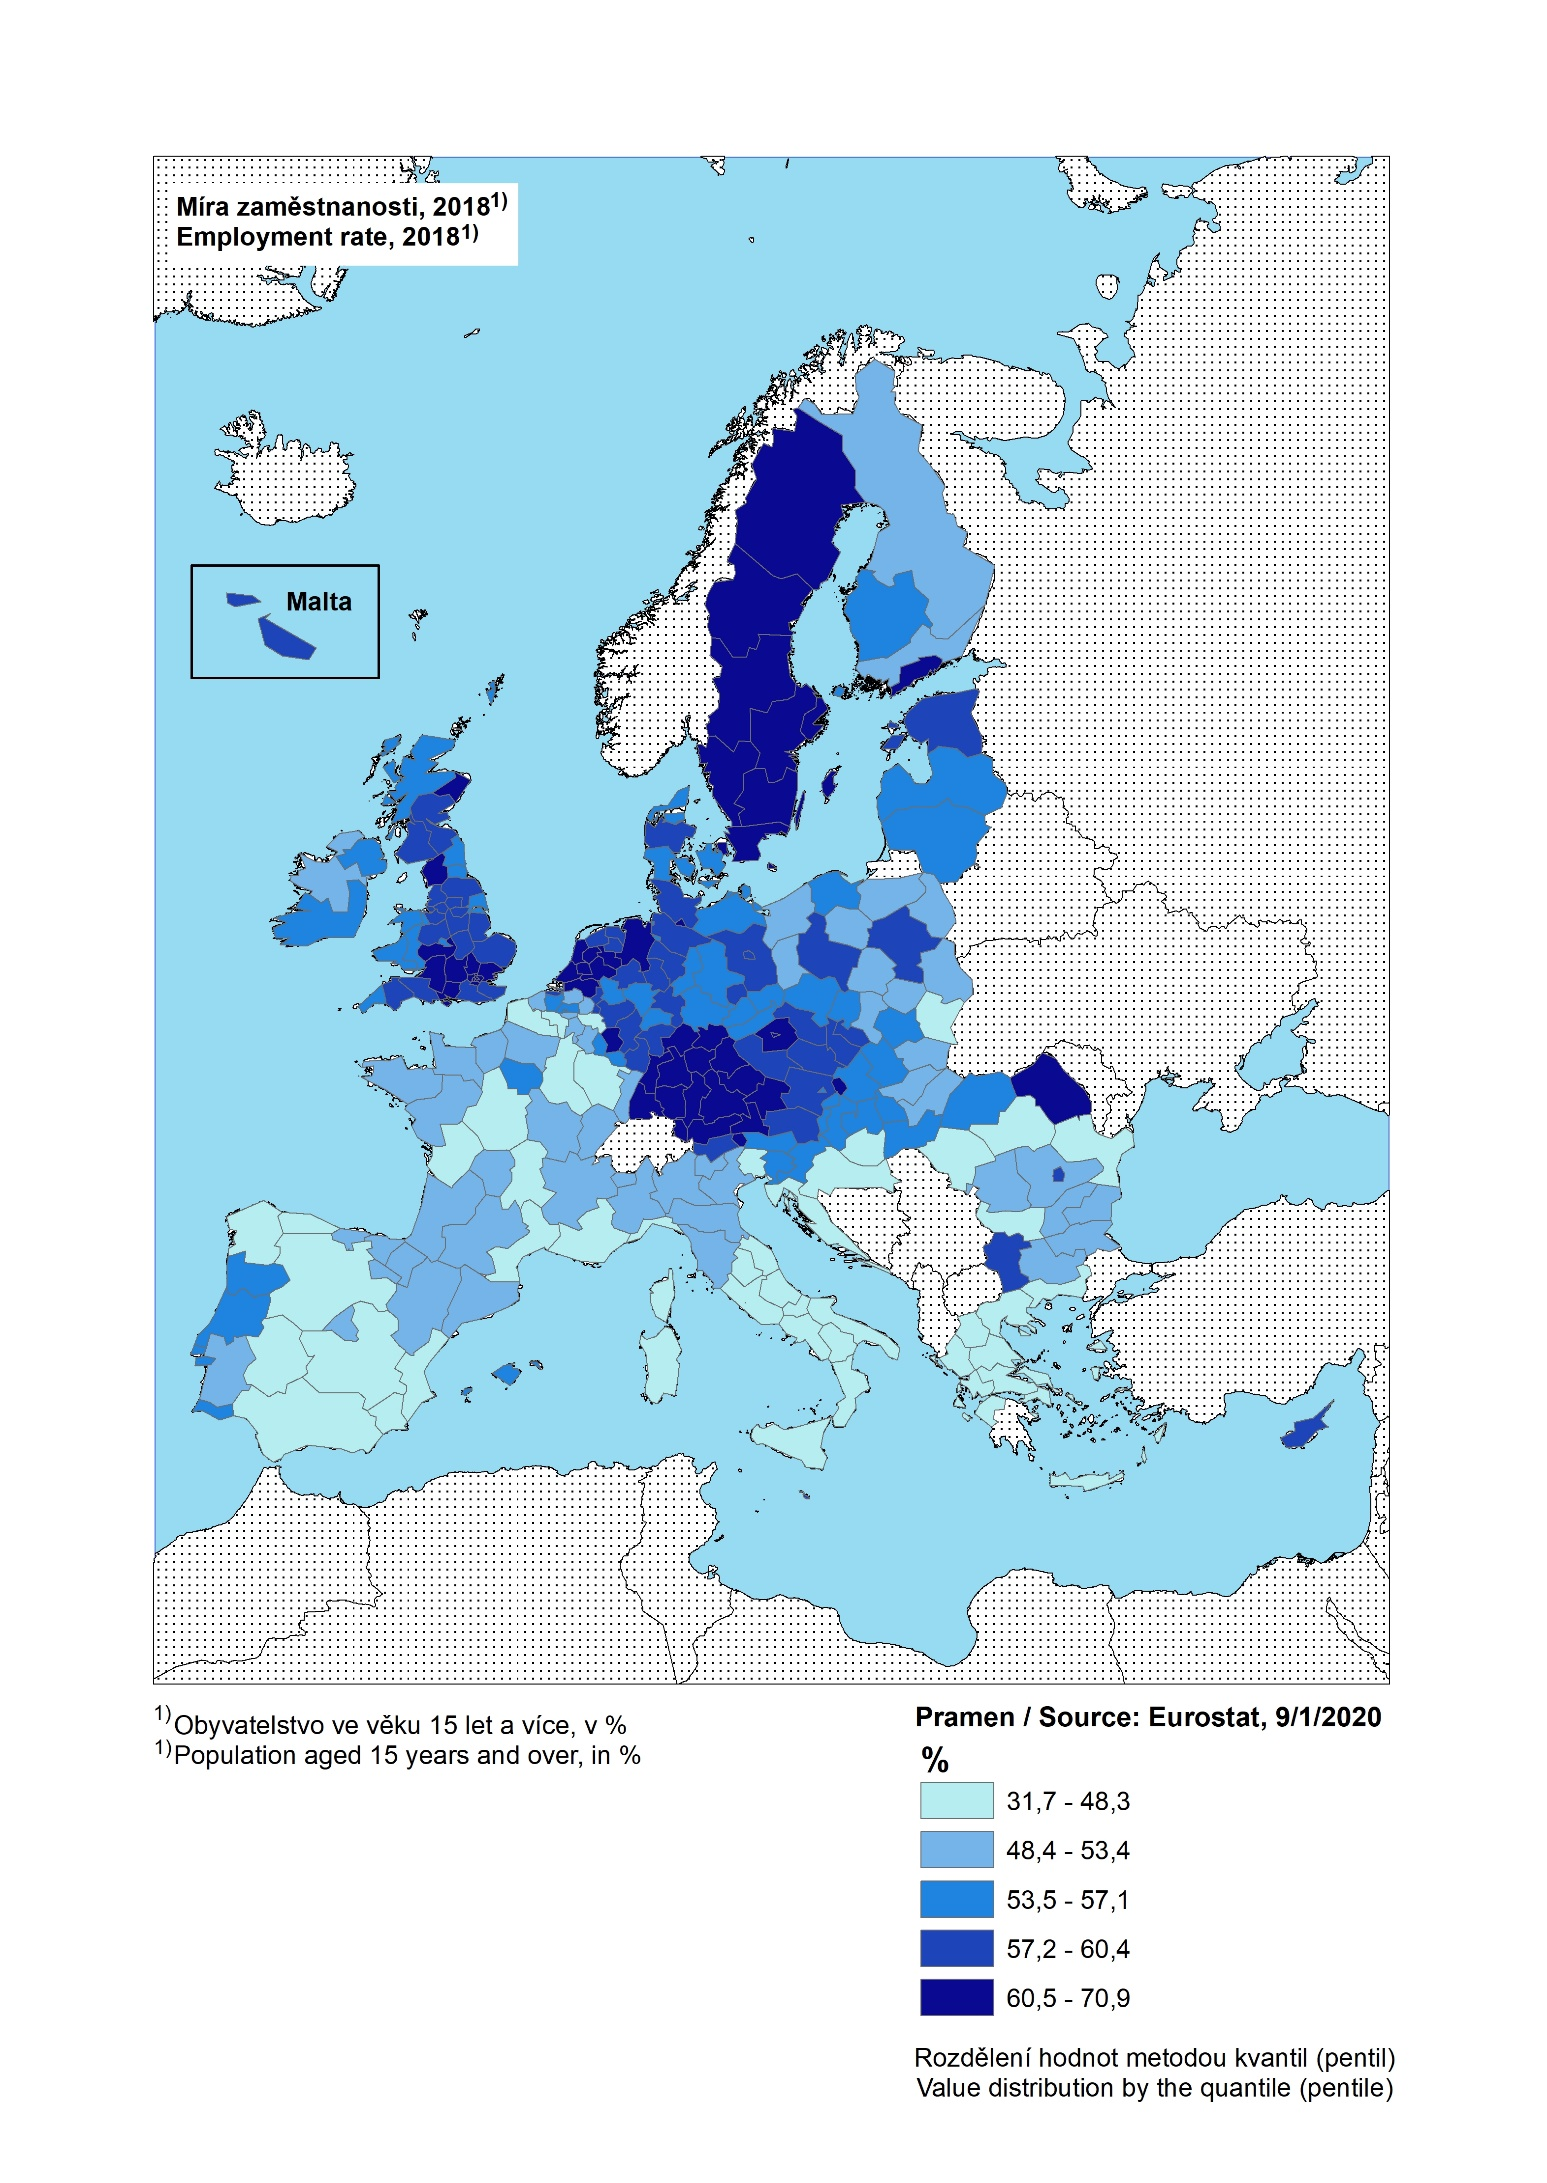 Míra zaměstnanosti, 2018¹⁾
Employment rate, 2018¹⁾
Malta
¹⁾Obyvatelstvo ve věku 15 let a více, v %
¹⁾Population aged 15 years and over, in %
Pramen / Source: Eurostat, 9/1/2020
%
31,7 - 48,3
48,4 - 53,4
53,5 - 57,1
57,2 - 60,4
60,5 - 70,9
Rozdělení hodnot metodou kvantil (pentil)
Value distribution by the quantile (pentile)